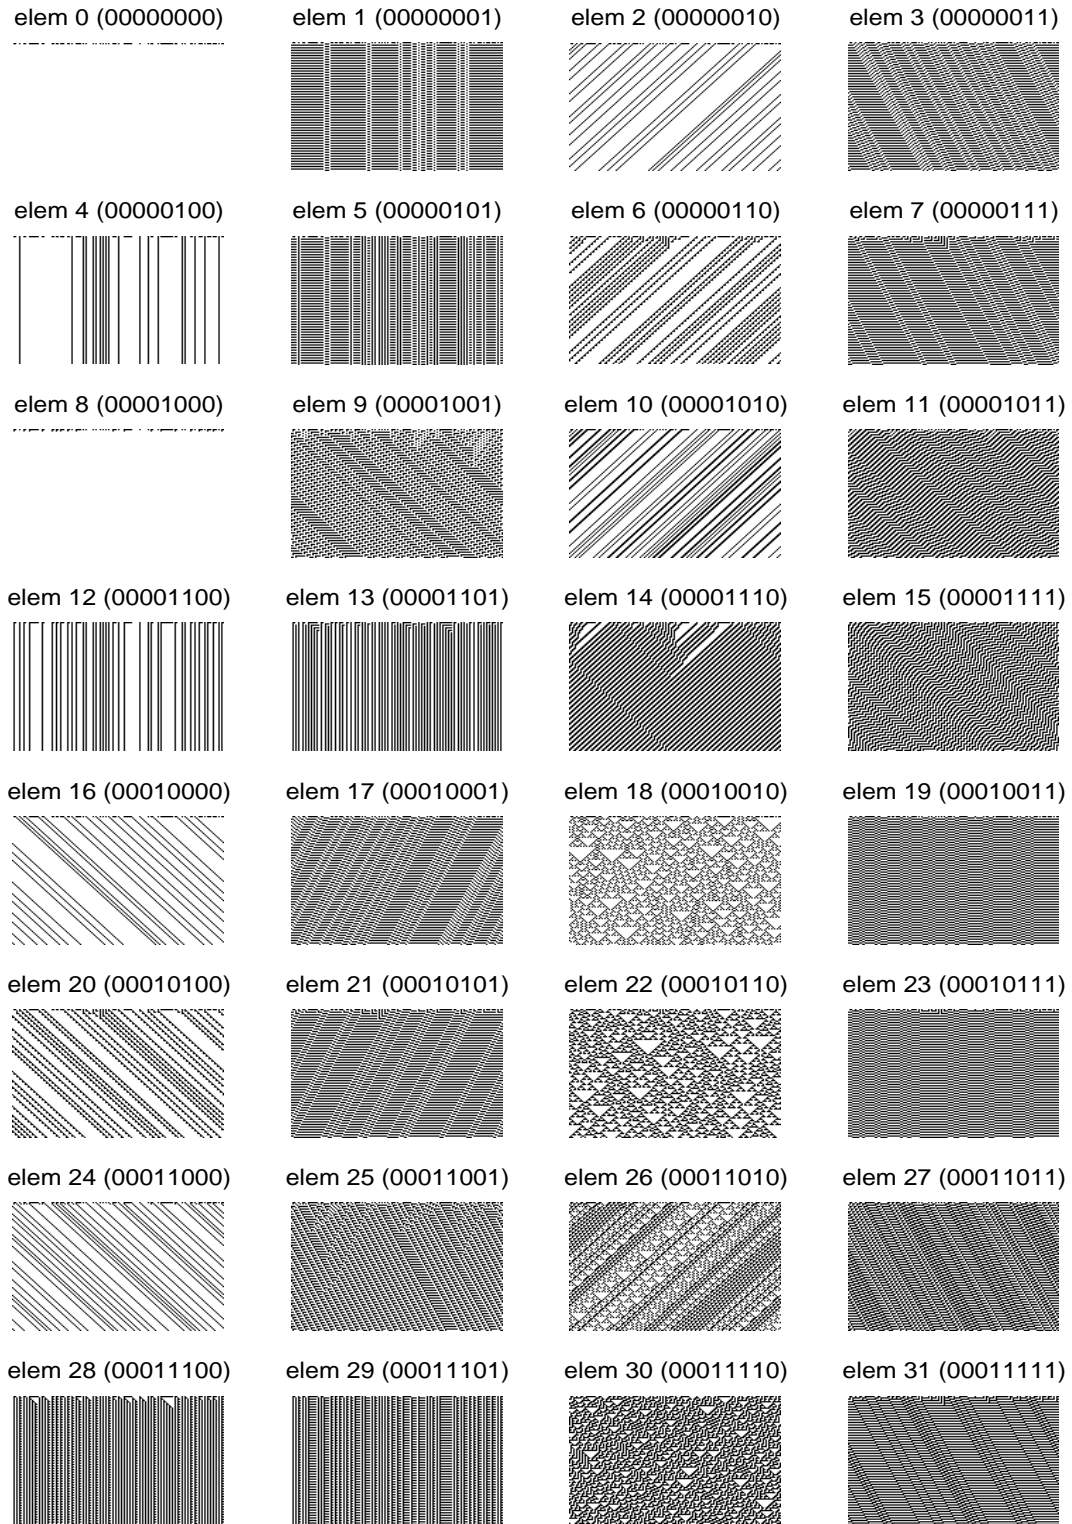 elem 0 (00000000) elem 1 (00000001) elem 2 (00000010) elem 3 (00000011)
elem 4 (00000100) elem 5 (00000101) elem 6 (00000110) elem 7 (00000111)
elem 8 (00001000) elem 9 (00001001) elem 10 (00001010) elem 11 (00001011)
elem 12 (00001100) elem 13 (00001101) elem 14 (00001110) elem 15 (00001111)
elem 16 (00010000) elem 17 (00010001) elem 18 (00010010) elem 19 (00010011)
elem 20 (00010100) elem 21 (00010101) elem 22 (00010110) elem 23 (00010111)
elem 24 (00011000) elem 25 (00011001) elem 26 (00011010) elem 27 (00011011)
elem 28 (00011100) elem 29 (00011101) elem 30 (00011110) elem 31 (00011111)